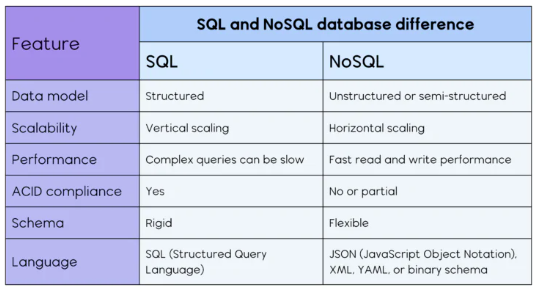 SQL and NoSQL database difference
Feature
SQL
NoSQL
Data model
Structured
Unstructured or semi-structured
Scalability
Vertical scaling
Horizontal scaling
Performance
Complex queries can be slow
Fast read and write performance
ACID compliance
Yes
No or partial
Schema
Rigid
Flexible
Language
SQL (Structured Query
Language)
JSON (JavaScript Object Notation),
XML, YAML, or binary schema